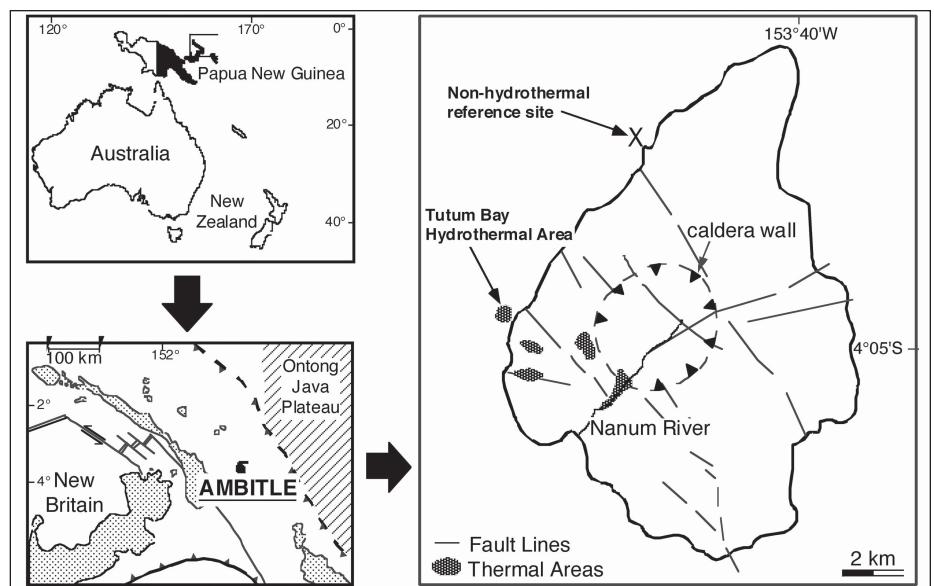 120°
170°
0°
Papua New Guinea
20°
Australia
New
Zealand
40°
100 km
152°
Ontong
Java
Plateau
2°
4°
New
Britain
AMBITLE
153°40'W
Non-hydrothermal
reference site
X
Tutum Bay
Hydrothermal Area
caldera wall
4°05'S
Nanum River
Fault Lines
Thermal Areas
2 km